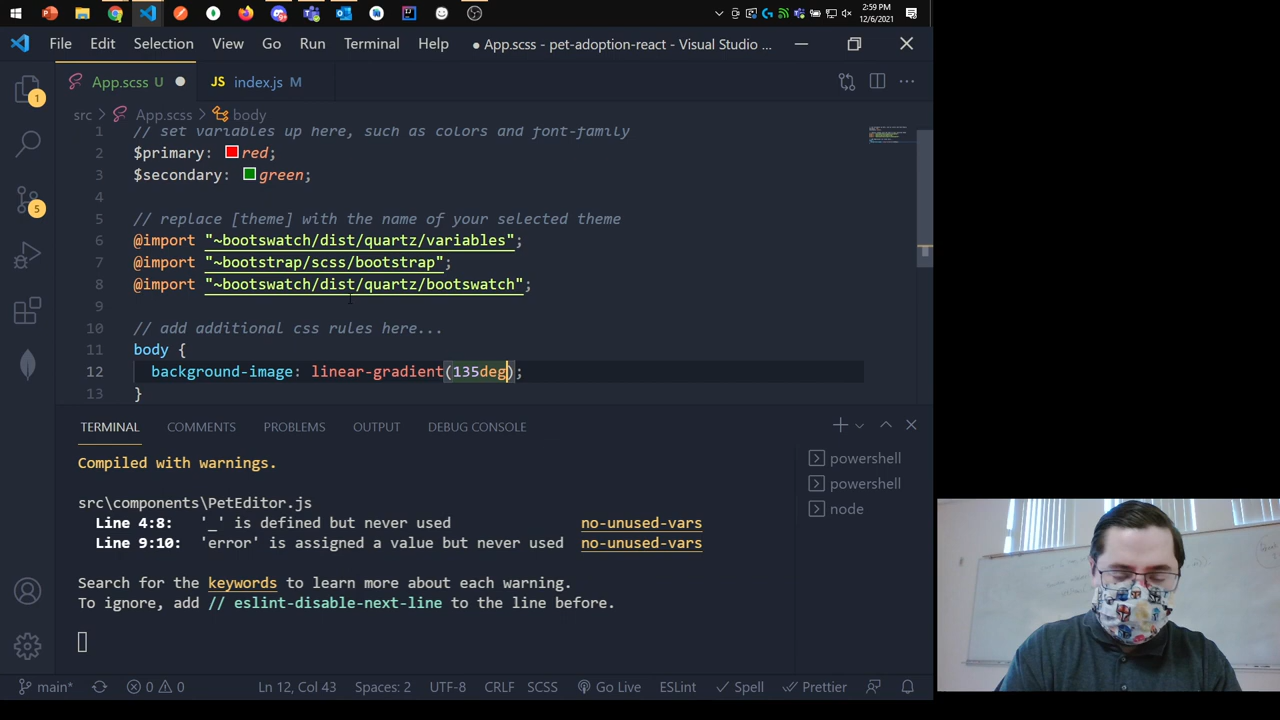 2:59 PM
12/6/2021
File Edit Selection View Go Run Terminal Help
● App.scss - pet-adoption-react - Visual Studio ...
App.scss U
JS index.js M
1
src > App.scss > body
1 // set variables up here, such as colors and font-family
2 $primary: red;
3 $secondary: green;
4
5 // replace [theme] with the name of your selected theme
6 @import "~bootswatch/dist/quartz/variables";
7 @import "~bootstrap/scss/bootstrap";
8 @import "~bootswatch/dist/quartz/bootswatch";
9
10 // add additional css rules here...
11 body {
12 background-image: linear-gradient(135deg);
13 }
5
TERMINAL COMMENTS PROBLEMS OUTPUT DEBUG CONSOLE
Compiled with warnings.
src\components\PetEditor.js
Line 4:8: '_' is defined but never used no-unused-vars
Line 9:10: 'error' is assigned a value but never used no-unused-vars
Search for the keywords to learn more about each warning.
To ignore, add // eslint-disable-next-line to the line before.
powershell
powershell
node
main* 0 0 Ln 12, Col 43 Spaces: 2 UTF-8 CRLF SCSS Go Live ESLint Spell Prettier